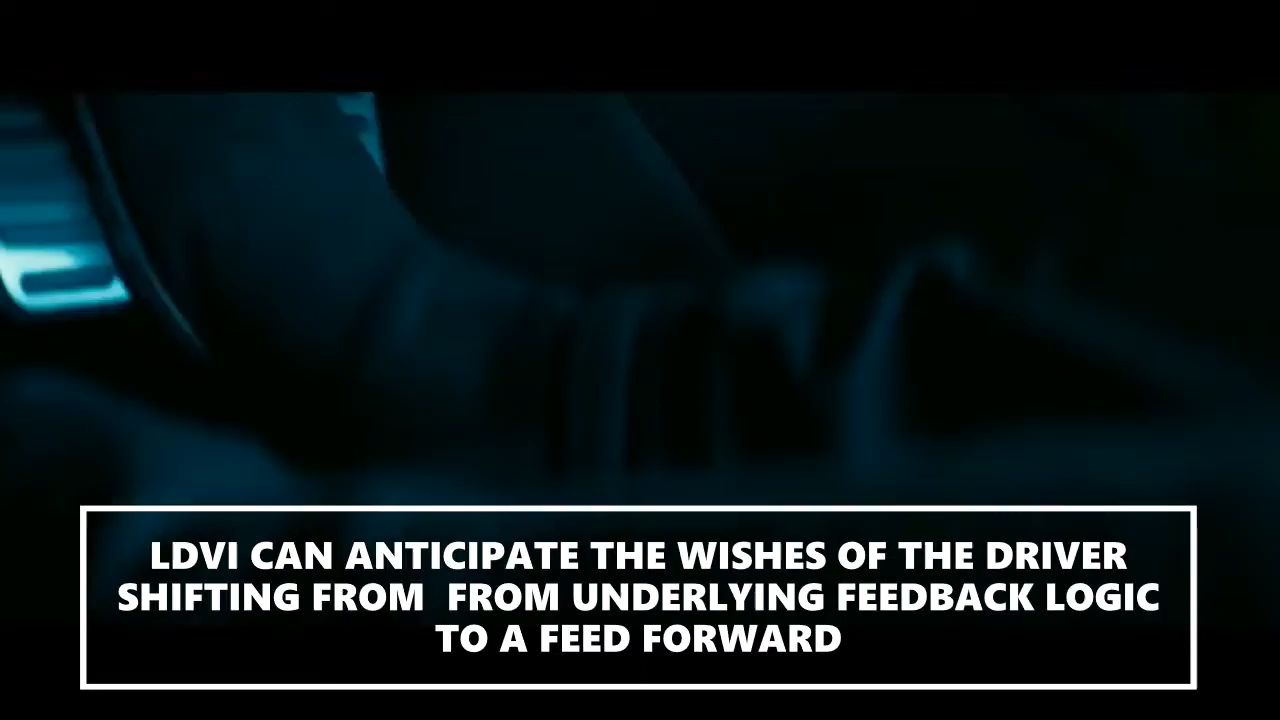 LDVI CAN ANTICIPATE THE WISHES OF THE DRIVER
SHIFTING FROM  FROM UNDERLYING FEEDBACK LOGIC
TO A FEED FORWARD